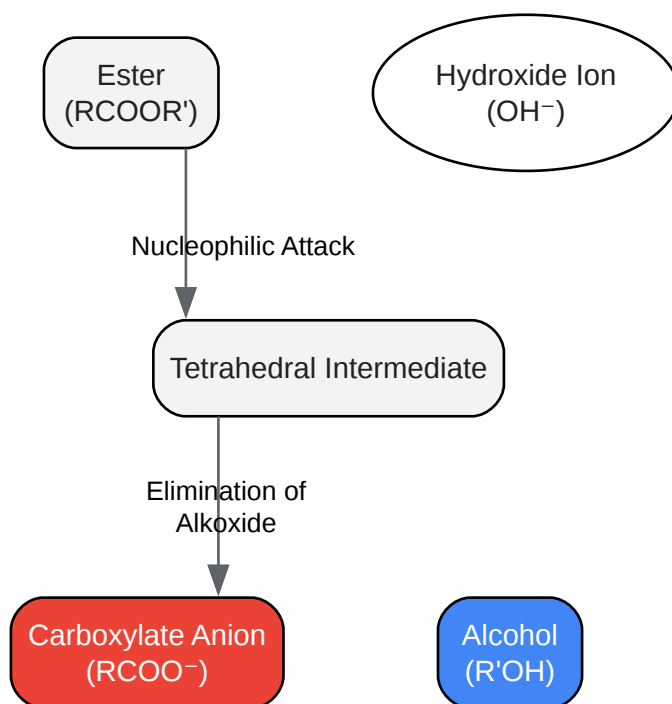 Ester
(RCOOR')
Hydroxide Ion
(OH⁻)
Nucleophilic Attack
Tetrahedral Intermediate
Elimination of
Alkoxide
Carboxylate Anion
(RCOO⁻)
Alcohol
(R'OH)